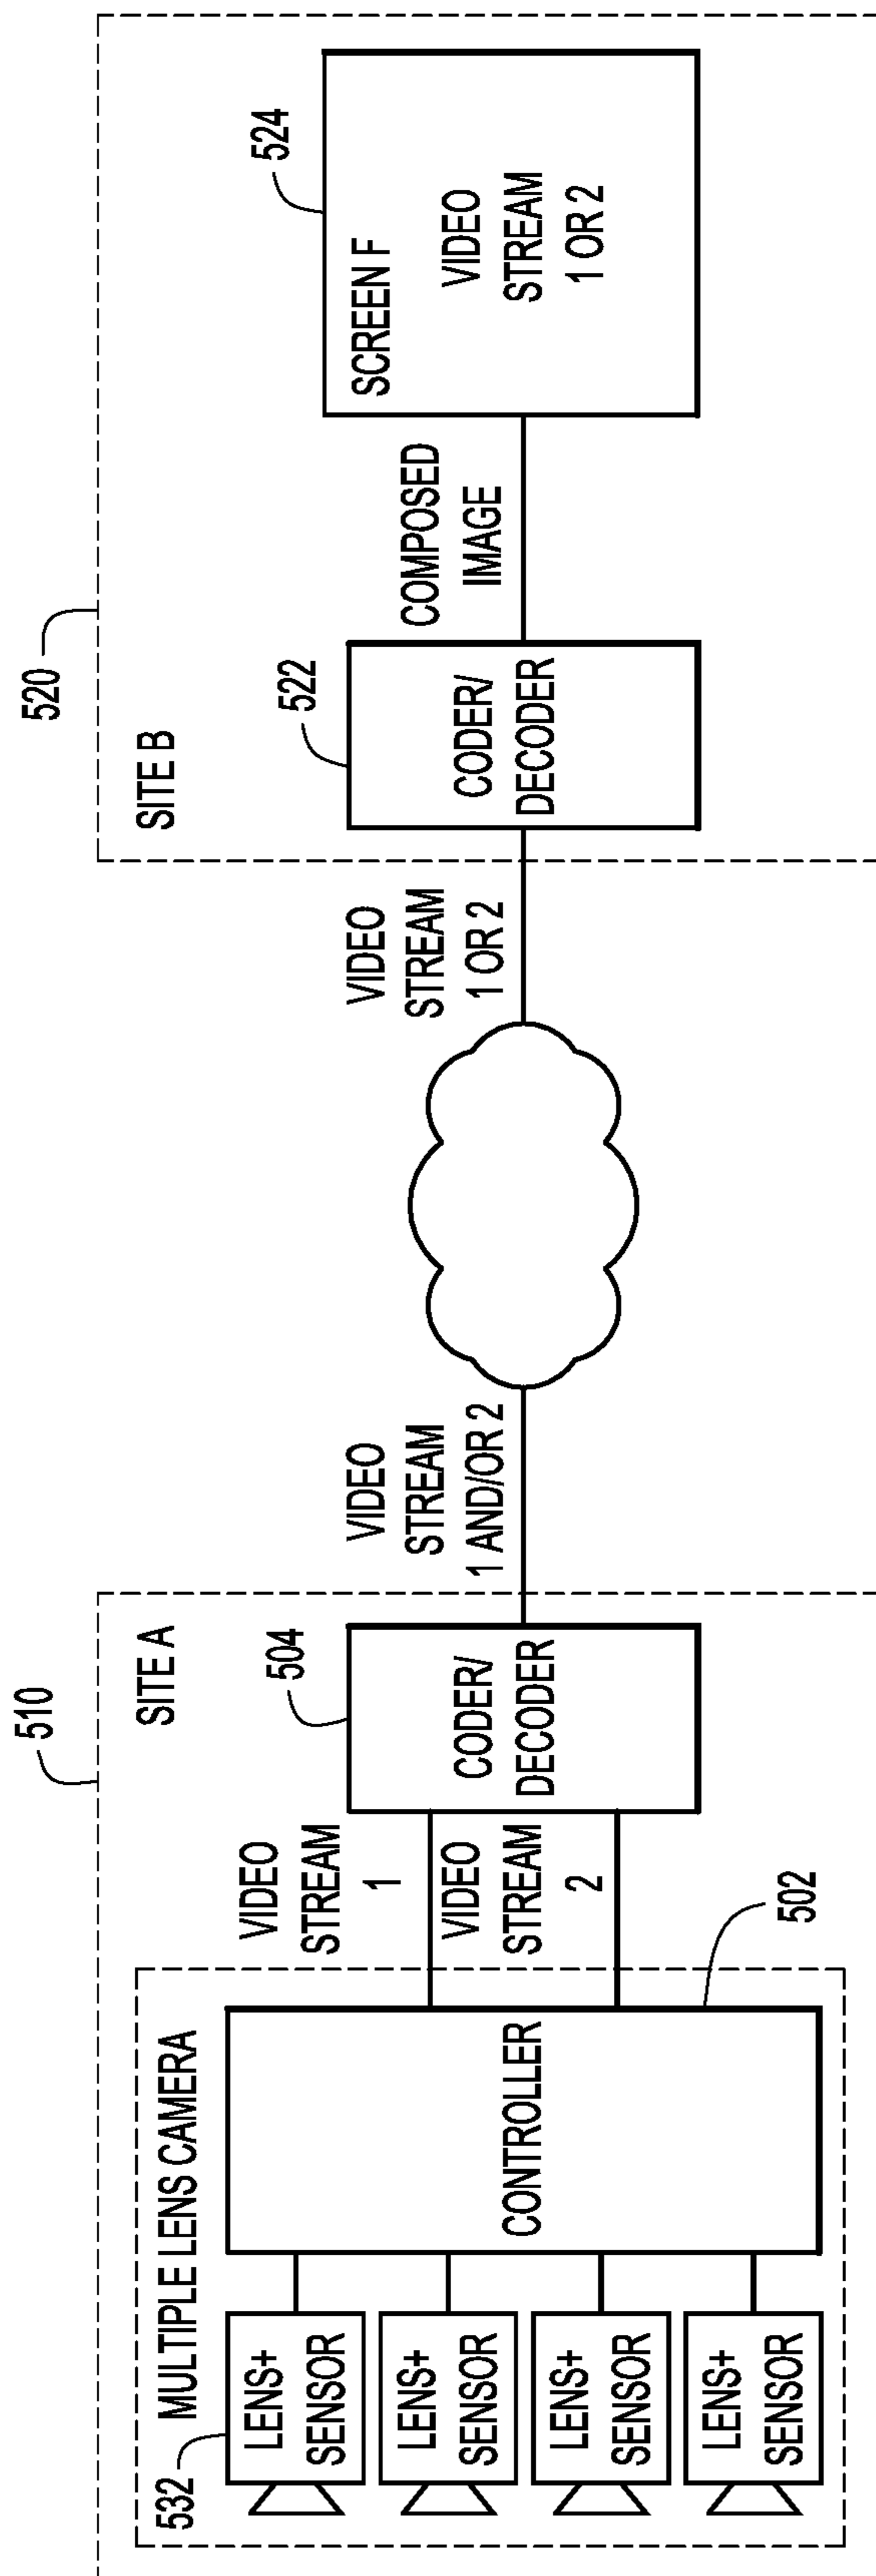 510
SITE A
MULTIPLE LENS CAMERA
532
LENS+
SENSOR
LENS+
SENSOR
LENS+
SENSOR
LENS+
SENSOR
CONTROLLER
502
VIDEO
STREAM
1
VIDEO
STREAM
2
504
CODER/
DECODER
VIDEO
STREAM
1 AND/OR 2
VIDEO
STREAM
1 OR 2
520
SITE B
522
CODER/
DECODER
COMPOSED
IMAGE
524
SCREEN F
VIDEO
STREAM
1 OR 2